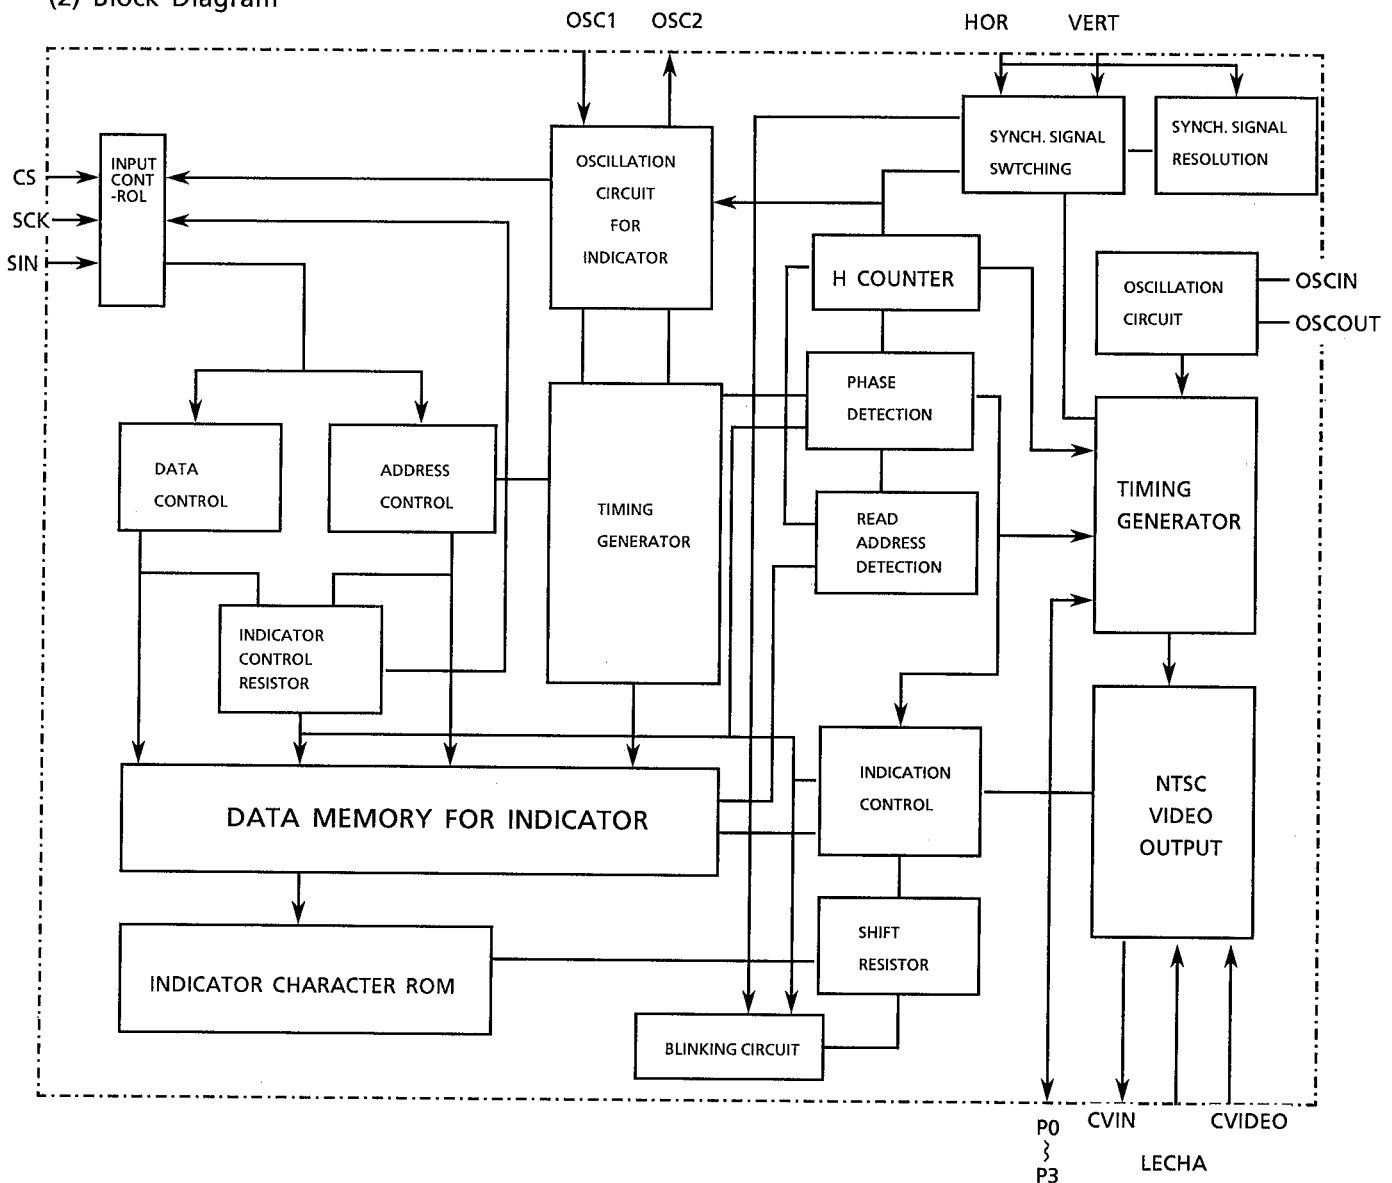 (2) Block Diagram
OSC1 OSC2
HOR VERT
CS
SCK
SIN
INPUT
CONT
-ROL
OSCILLATION
CIRCUIT
FOR
INDICATOR
SYNCH. SIGNAL
SWTCHING
SYNCH. SIGNAL
RESOLUTION
H COUNTER
OSCILLATION
CIRCUIT
OSCIN
OSCOUT
PHASE
DETECTION
DATA
CONTROL
ADDRESS
CONTROL
TIMING
GENERATOR
READ
ADDRESS
DETECTION
TIMING
GENERATOR
INDICATOR
CONTROL
RESISTOR
DATA MEMORY FOR INDICATOR
INDICATION
CONTROL
NTSC
VIDEO
OUTPUT
INDICATOR CHARACTER ROM
SHIFT
RESISTOR
BLINKING CIRCUIT
P0
~
P3
CVIN
LECHA
CVIDEO